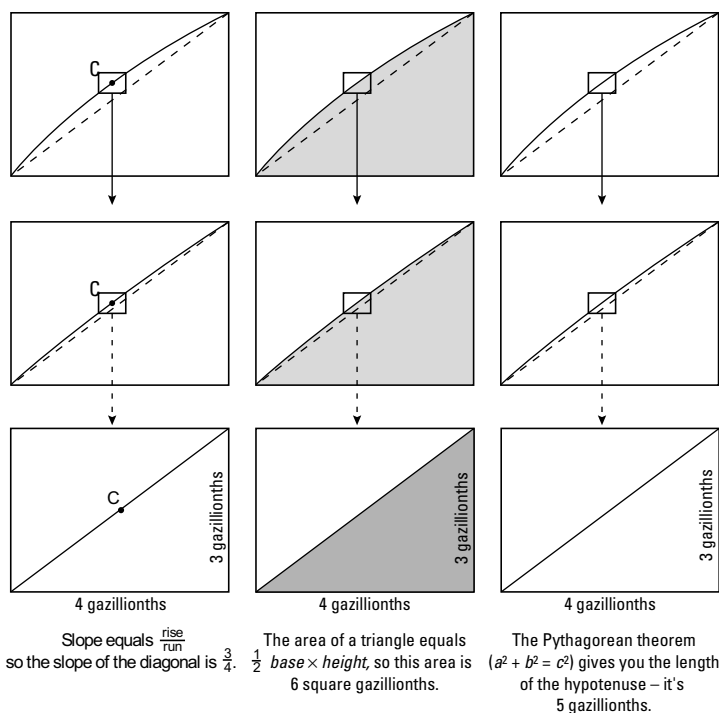 C
C
C
3 gazillionths
3 gazillionths
3 gazillionths
4 gazillionths
4 gazillionths
4 gazillionths
Slope equals rise/run
so the slope of the diagonal is 3/4.
The area of a triangle equals
1/2 base × height, so this area is
6 square gazillionths.
The Pythagorean theorem
(a² + b² = c²) gives you the length
of the hypotenuse – it's
5 gazillionths.